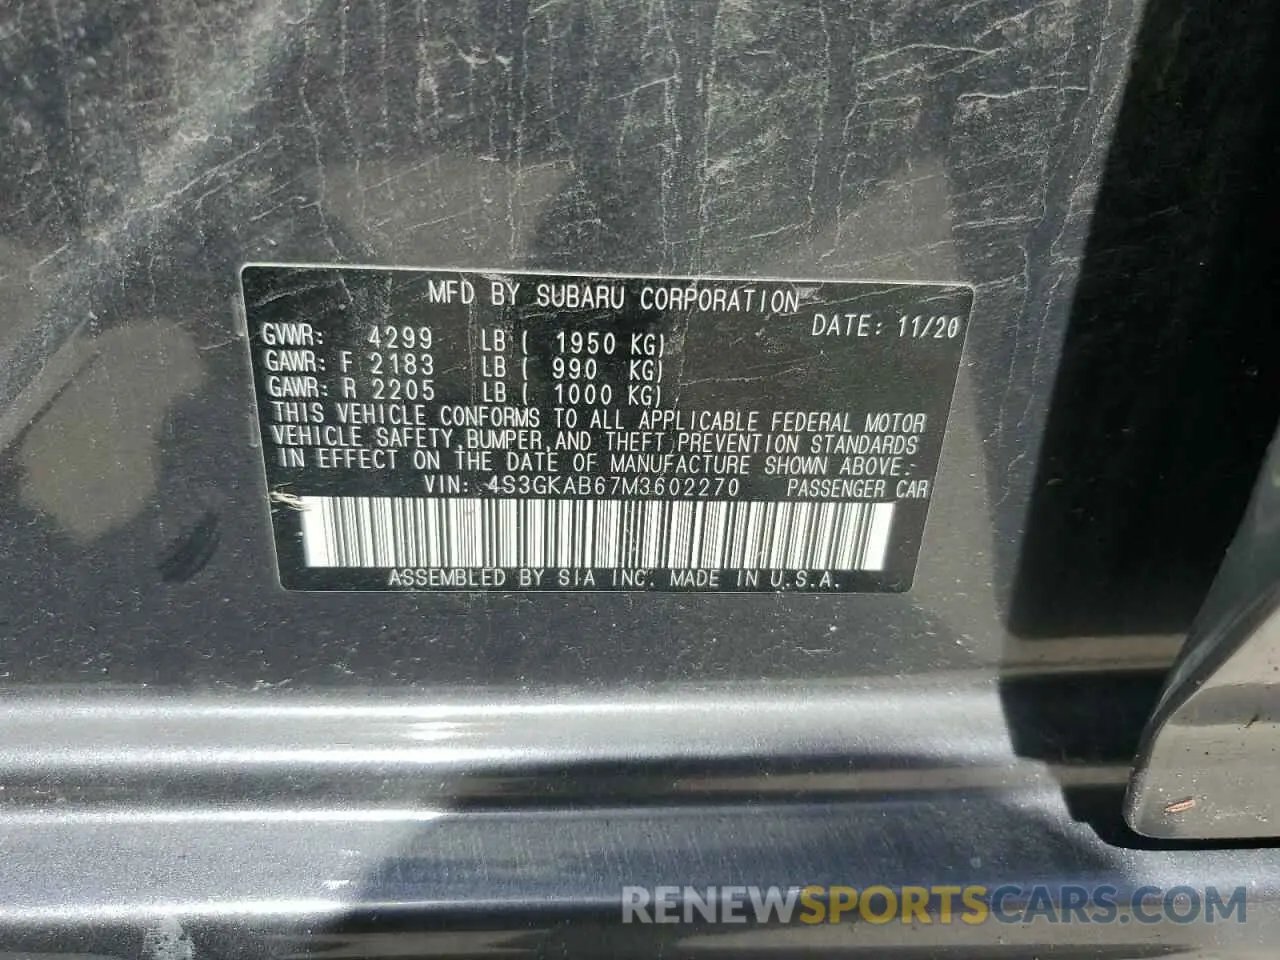 MFD BY SUBARU CORPORATION
DATE: 11/20
GVWR: 4299 LB ( 1950 KG)
GAWR: F 2183 LB ( 990 KG)
GAWR: R 2205 LB ( 1000 KG)
THIS VEHICLE CONFORMS TO ALL APPLICABLE FEDERAL MOTOR
VEHICLE SAFETY, BUMPER, AND THEFT PREVENTION STANDARDS
IN EFFECT ON THE DATE OF MANUFACTURE SHOWN ABOVE.
VIN: 4S3GKAB67M3602270 PASSENGER CAR
ASSEMBLED BY SIA INC. MADE IN U.S.A.
RENEWSPORTSCARS.COM